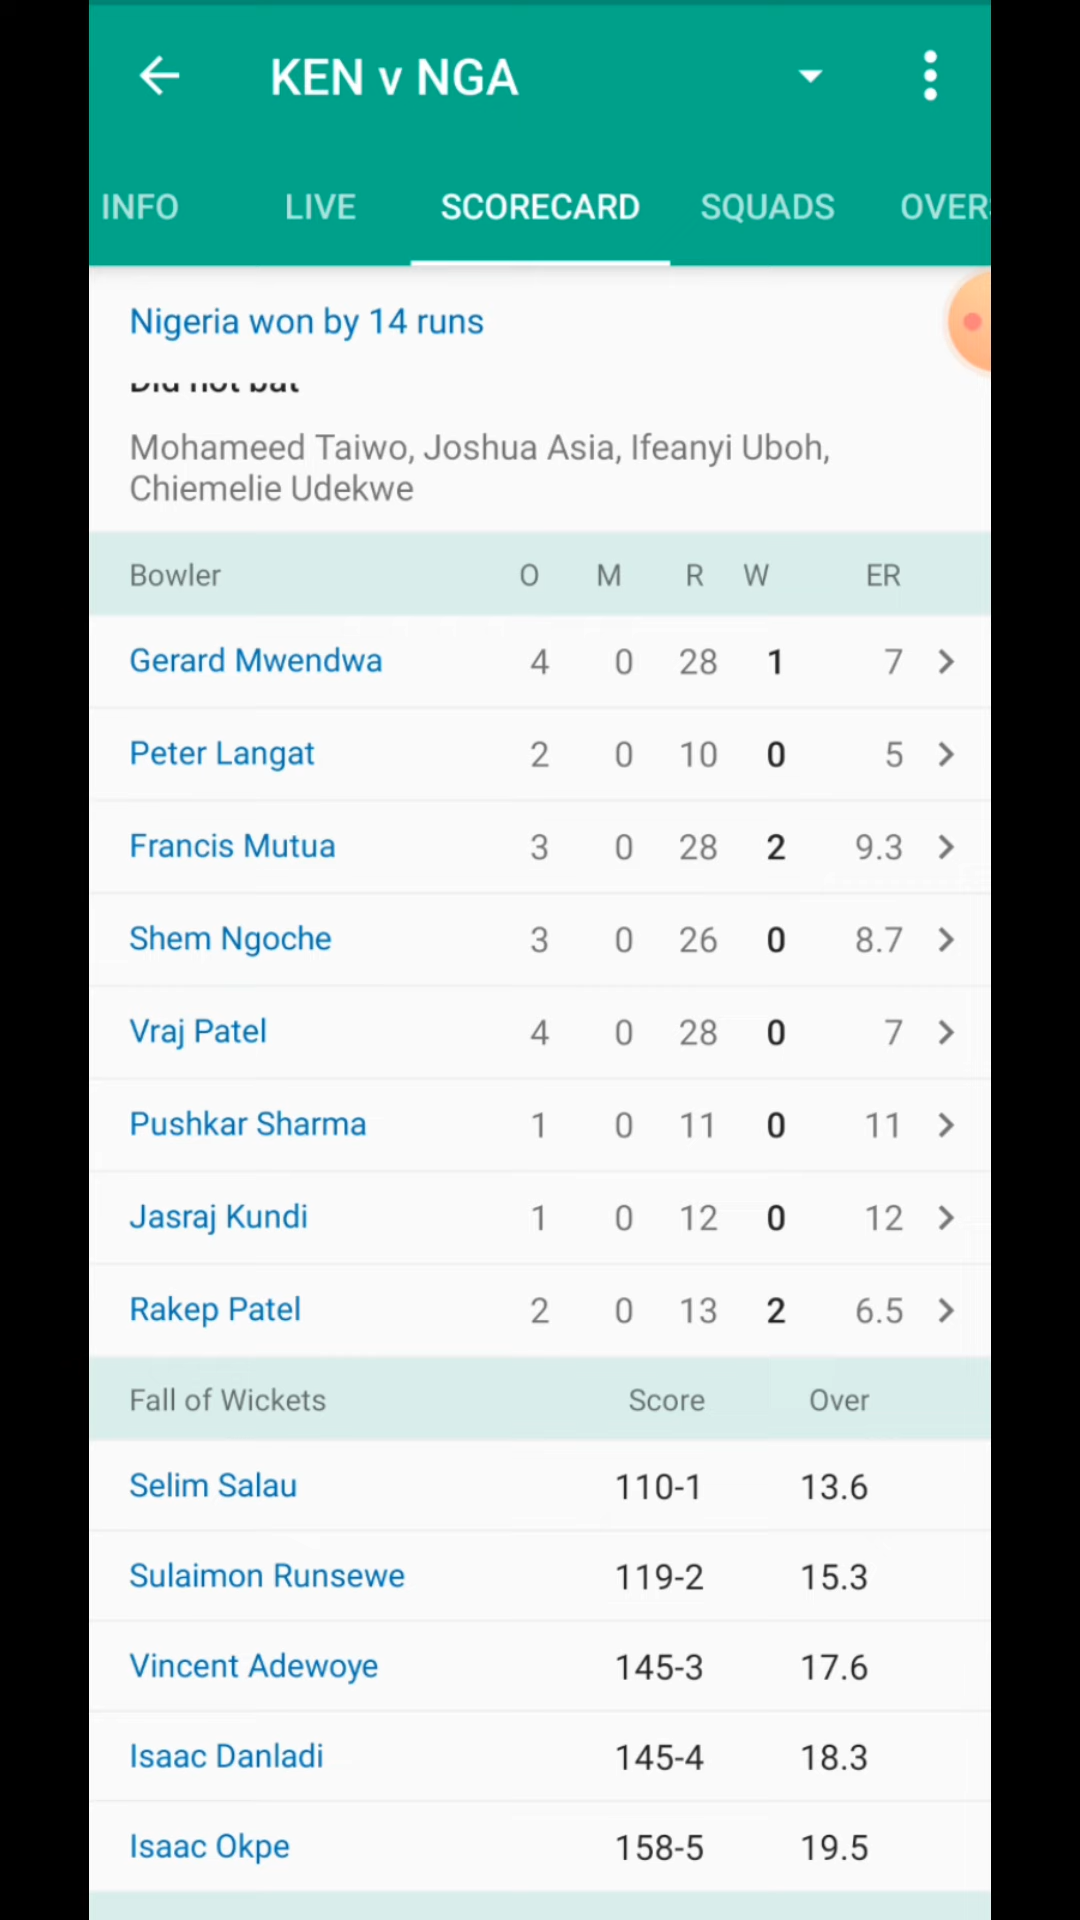 KEN v NGA
INFO LIVE SCORECARD SQUADS OVER
Nigeria won by 14 runs
Did not bat
Mohameed Taiwo, Joshua Asia, Ifeanyi Uboh,
Chiemelie Udekwe
Bowler O M R W ER
Gerard Mwendwa 4 0 28 1 7
Peter Langat 2 0 10 0 5
Francis Mutua 3 0 28 2 9.3
Shem Ngoche 3 0 26 0 8.7
Vraj Patel 4 0 28 0 7
Pushkar Sharma 1 0 11 0 11
Jasraj Kundi 1 0 12 0 12
Rakep Patel 2 0 13 2 6.5
Fall of Wickets Score Over
Selim Salau 110-1 13.6
Sulaimon Runsewe 119-2 15.3
Vincent Adewoye 145-3 17.6
Isaac Danladi 145-4 18.3
Isaac Okpe 158-5 19.5